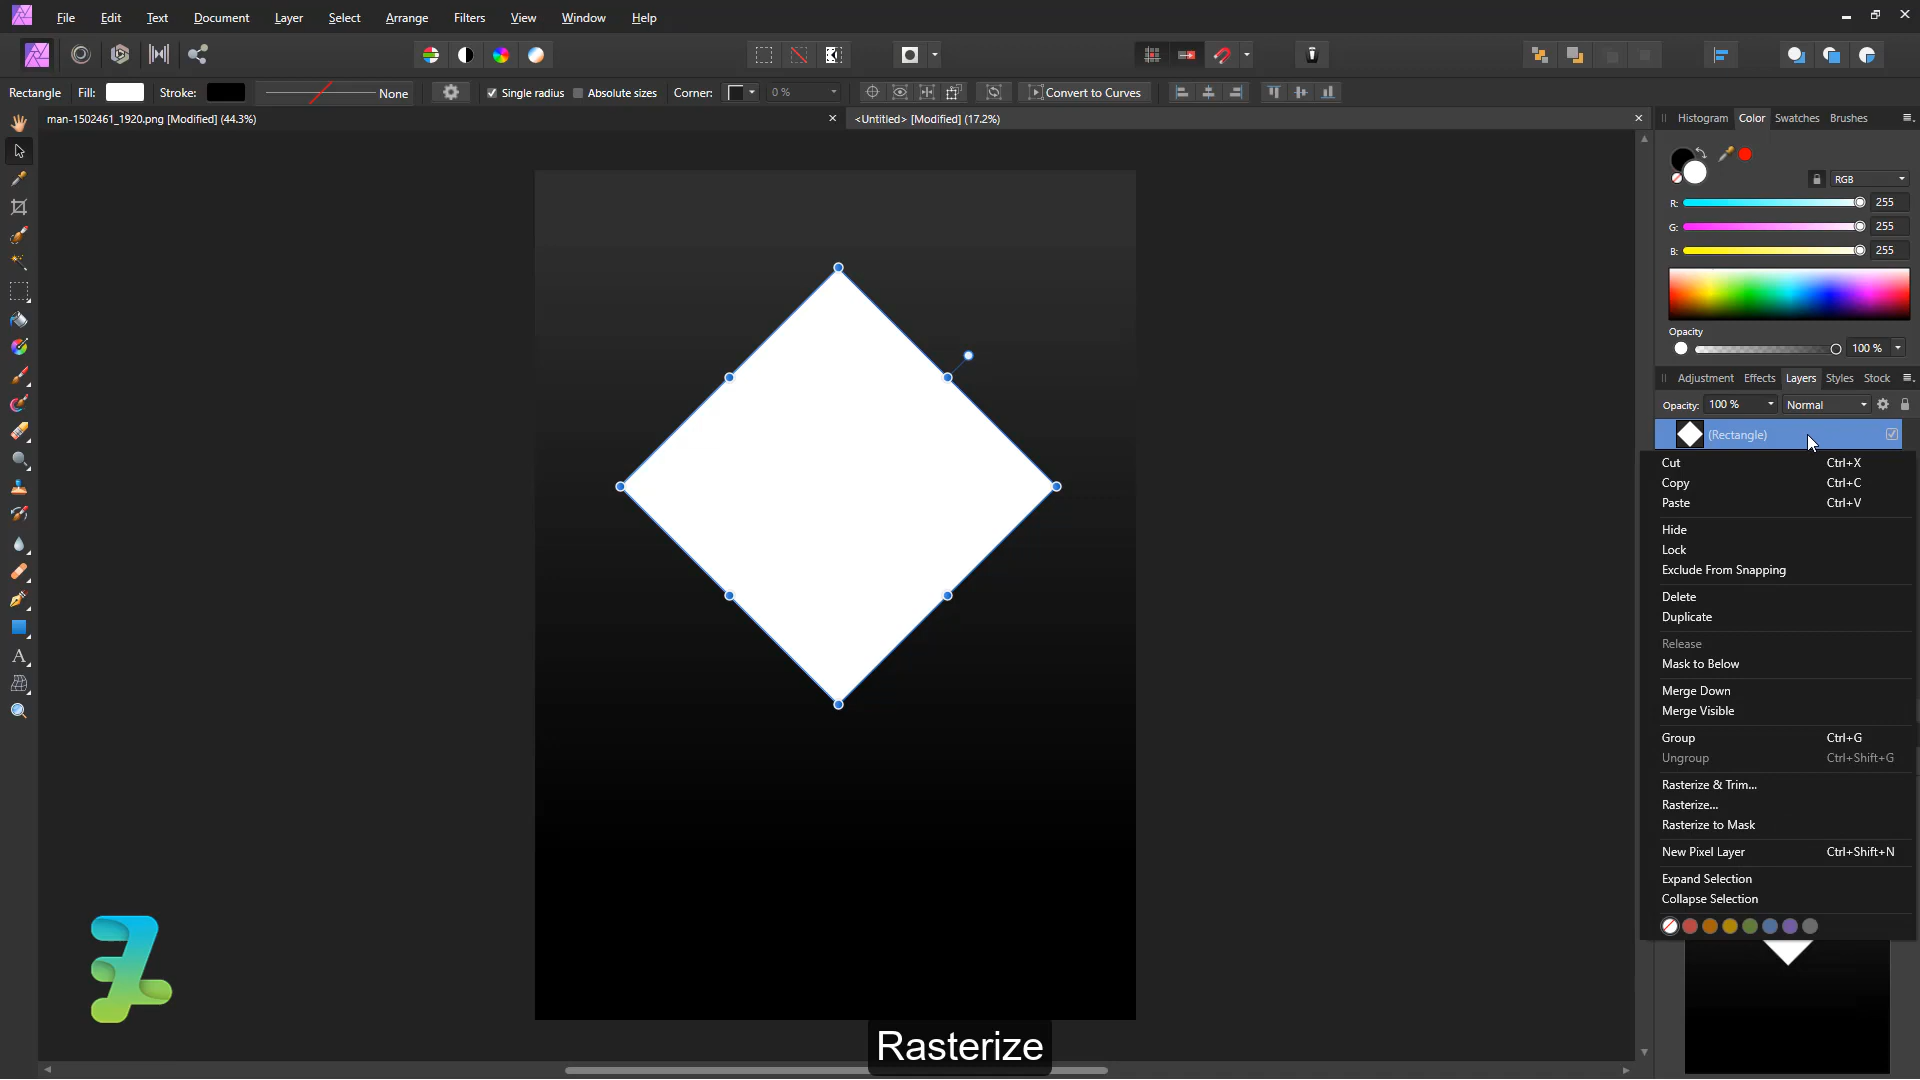 File Edit Text Document Layer Select Arrange Filters View Window Help
Rectangle Fill: Stroke: None Single radius Absolute sizes Corner: 0 % Convert to Curves
man-1502461_1920.png [Modified] (44.3%)
<Untitled> [Modified] (17.2%)
Histogram Color Swatches Brushes
RGB
R: 255
G: 255
B: 255
Opacity
100 %
Adjustment Effects Layers Styles Stock
Opacity: 100 % Normal
(Rectangle)
Cut Ctrl+X
Copy Ctrl+C
Paste Ctrl+V
Hide
Lock
Exclude From Snapping
Delete
Duplicate
Release
Mask to Below
Merge Down
Merge Visible
Group Ctrl+G
Ungroup Ctrl+Shift+G
Rasterize & Trim...
Rasterize...
Rasterize to Mask
New Pixel Layer Ctrl+Shift+N
Expand Selection
Collapse Selection
Rasterize